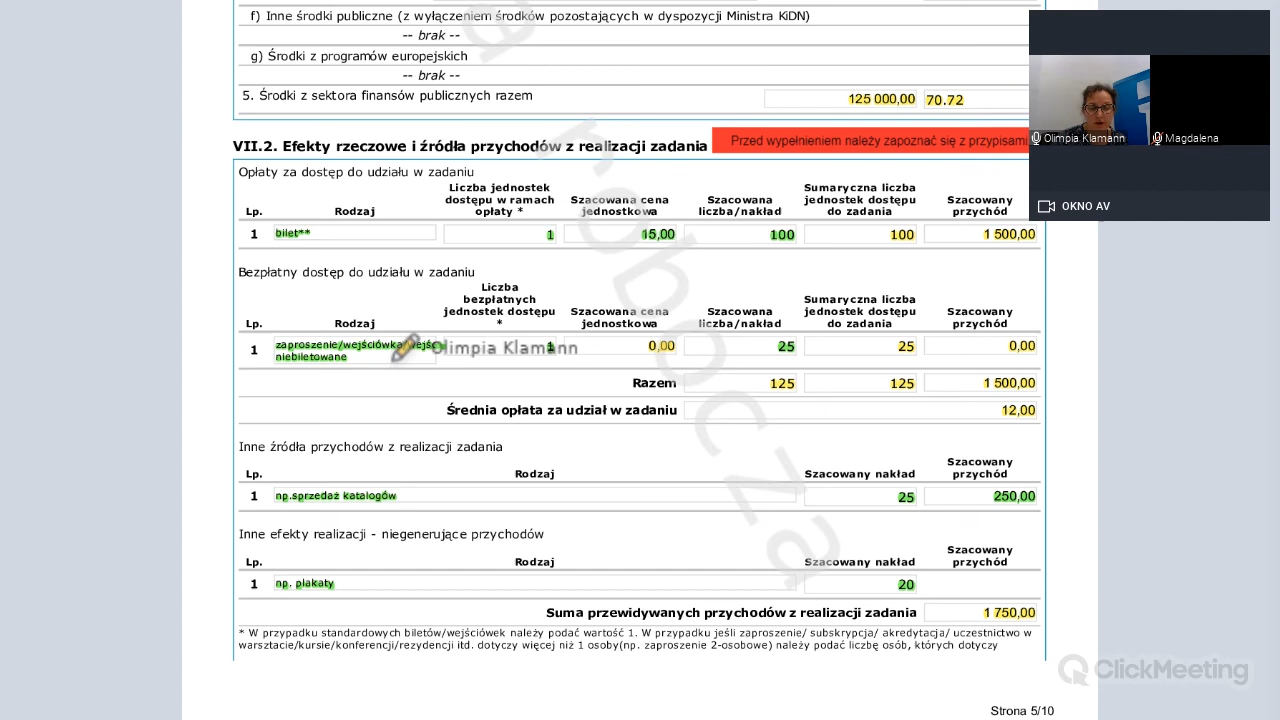 f) Inne środki publiczne (z wyłączeniem środków pozostających w dyspozycji Ministra KiDN)
-- brak --
g) Środki z programów europejskich
-- brak --
5. Środki z sektora finansów publicznych razem 125 000,00 70.72
Olimpia Klamann Magdalena
OKNO AV
VII.2. Efekty rzeczowe i źródła przychodów z realizacji zadania Przed wypełnieniem należy zapoznać się z przypisami
Opłaty za dostęp do udziału w zadaniu
Lp. Rodzaj Liczba jednostek dostępu w ramach opłaty * Szacowana cena jednostkowa Szacowana liczba/nakład Sumaryczna liczba jednostek dostępu do zadania Szacowany przychód
1 bilet** 1 15,00 100 100 1 500,00
Bezpłatny dostęp do udziału w zadaniu
Lp. Rodzaj Liczba bezpłatnych jednostek dostępu * Szacowana cena jednostkowa Szacowana liczba/nakład Sumaryczna liczba jednostek dostępu do zadania Szacowany przychód
1 zaproszenie/wejściówka/ niebiletowane 1 0,00 25 25 0,00
Olimpia Klamann
Razem 125 125 1 500,00
Średnia opłata za udział w zadaniu 12,00
Inne źródła przychodów z realizacji zadania
Lp. Rodzaj Szacowany nakład Szacowany przychód
1 np.sprzedaż katalogów 25 250,00
Inne efekty realizacji - niegenerujące przychodów
Lp. Rodzaj Szacowany nakład Szacowany przychód
1 np. plakaty 20
Suma przewidywanych przychodów z realizacji zadania 1 750,00
* W przypadku standardowych biletów/wejściówek należy podać wartość 1. W przypadku jeśli zaproszenie/ subskrypcja/ akredytacja/ uczestnictwo w
warsztacie/kursie/konferencji/rezydencji itd. dotyczy więcej niż 1 osoby(np. zaproszenie 2-osobowe) należy podać liczbę osób, których dotyczy
robocza
ClickMeeting
Strona 5/10